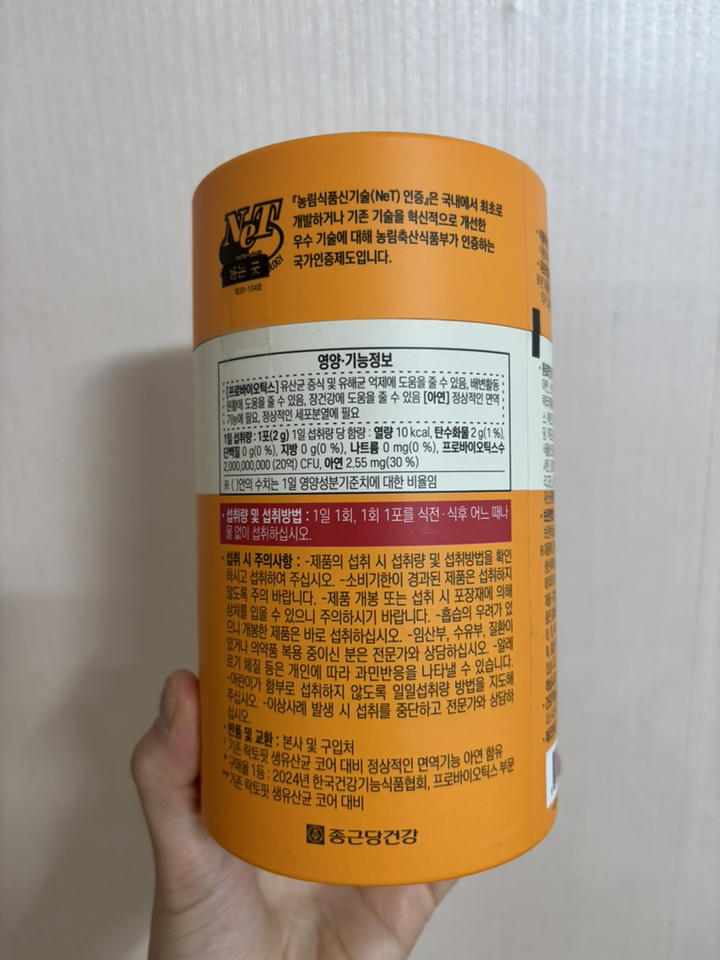 NeT
『농림식품신기술(NeT) 인증』은 국내에서 최초로
개발하거나 기존 기술을 혁신적으로 개선한
우수 기술에 대해 농림축산식품부가 인증하는
국가인증제도입니다.
영양·기능정보
[프로바이오틱스] 유산균 증식 및 유해균 억제에 도움을 줄 수 있음, 배변활동
원활에 도움을 줄 수 있음, 장건강에 도움을 줄 수 있음 [아연] 정상적인 면역
기능에 필요, 정상적인 세포분열에 필요
1일 섭취량 : 1포(2 g) 1일 섭취량 당 함량 : 열량 10 kcal, 탄수화물 2 g(1 %),
단백질 0 g(0 %), 지방 0 g(0 %), 나트륨 0 mg(0 %), 프로바이오틱스수
2,000,000,000 (20억) CFU, 아연 2.55 mg(30 %)
※ ( )안의 수치는 1일 영양성분기준치에 대한 비율임
· 섭취량 및 섭취방법 : 1일 1회, 1회 1포를 식전·식후 어느 때나
물 없이 섭취하십시오.
· 섭취 시 주의사항 : -제품의 섭취 시 섭취량 및 섭취방법을 확인
하시고 섭취하여 주십시오. -소비기한이 경과된 제품은 섭취하지
않도록 주의 바랍니다. -제품 개봉 또는 섭취 시 포장재에 의해
상처를 입을 수 있으니 주의하시기 바랍니다. -흡습의 우려가 있
으니 개봉한 제품은 바로 섭취하십시오. -임산부, 수유부, 질환이
있거나 의약품 복용 중이신 분은 전문가와 상담하십시오. -알레
르기 체질 등은 개인에 따라 과민반응을 나타낼 수 있습니다.
-어린이가 함부로 섭취하지 않도록 일일섭취량 방법을 지도해
주십시오. -이상사례 발생 시 섭취를 중단하고 전문가와 상담하
십시오.
· 반품 및 교환 : 본사 및 구입처
* 기존 락토핏 생유산균 코어 대비 정상적인 면역기능 아연 함유
* 구매율 1등 : 2024년 한국건강기능식품협회, 프로바이오틱스 부문
**기존 락토핏 생유산균 코어 대비
종근당건강